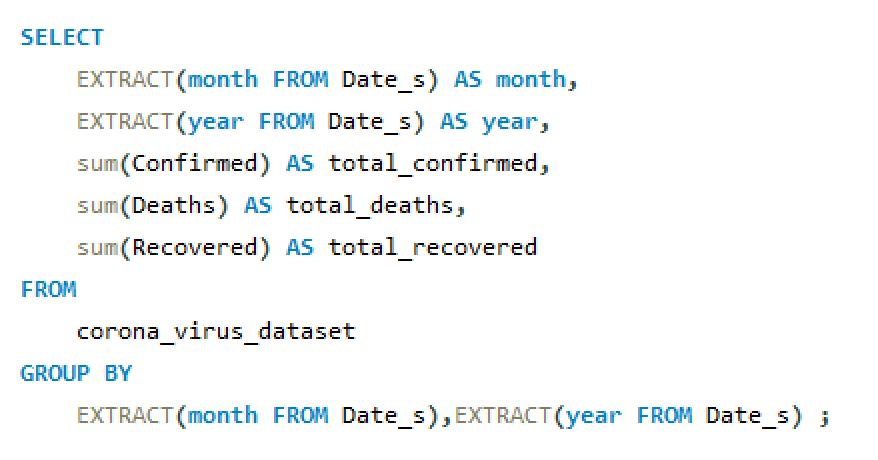 SELECT
    EXTRACT(month FROM Date_s) AS month,
    EXTRACT(year FROM Date_s) AS year,
    sum(Confirmed) AS total_confirmed,
    sum(Deaths) AS total_deaths,
    sum(Recovered) AS total_recovered
FROM
    corona_virus_dataset
GROUP BY
    EXTRACT(month FROM Date_s),EXTRACT(year FROM Date_s) ;